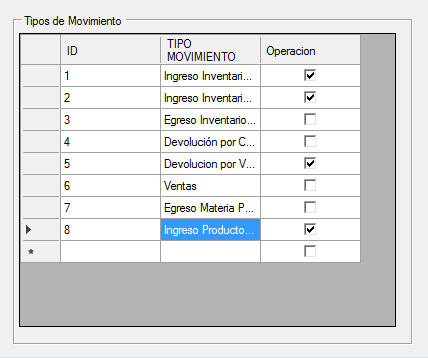 Tipos de Movimiento
ID TIPO MOVIMIENTO Operacion
1 Ingreso Inventari...
2 Ingreso Inventari...
3 Egreso Inventario...
4 Devolución por C...
5 Devolucion por V...
6 Ventas
7 Egreso Materia P...
8 Ingreso Producto...
*